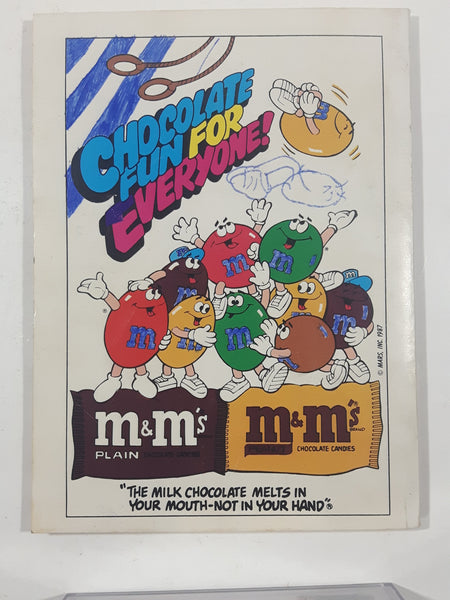 CHOCOLATE
FUN FOR
EVERYONE!
m m
m m m m m
m&m's
PLAIN CHOCOLATE CANDIES
m&m's®
CHOCOLATE CANDIES
© MARS, INC. 1987
"THE MILK CHOCOLATE MELTS IN
YOUR MOUTH-NOT IN YOUR HAND"®